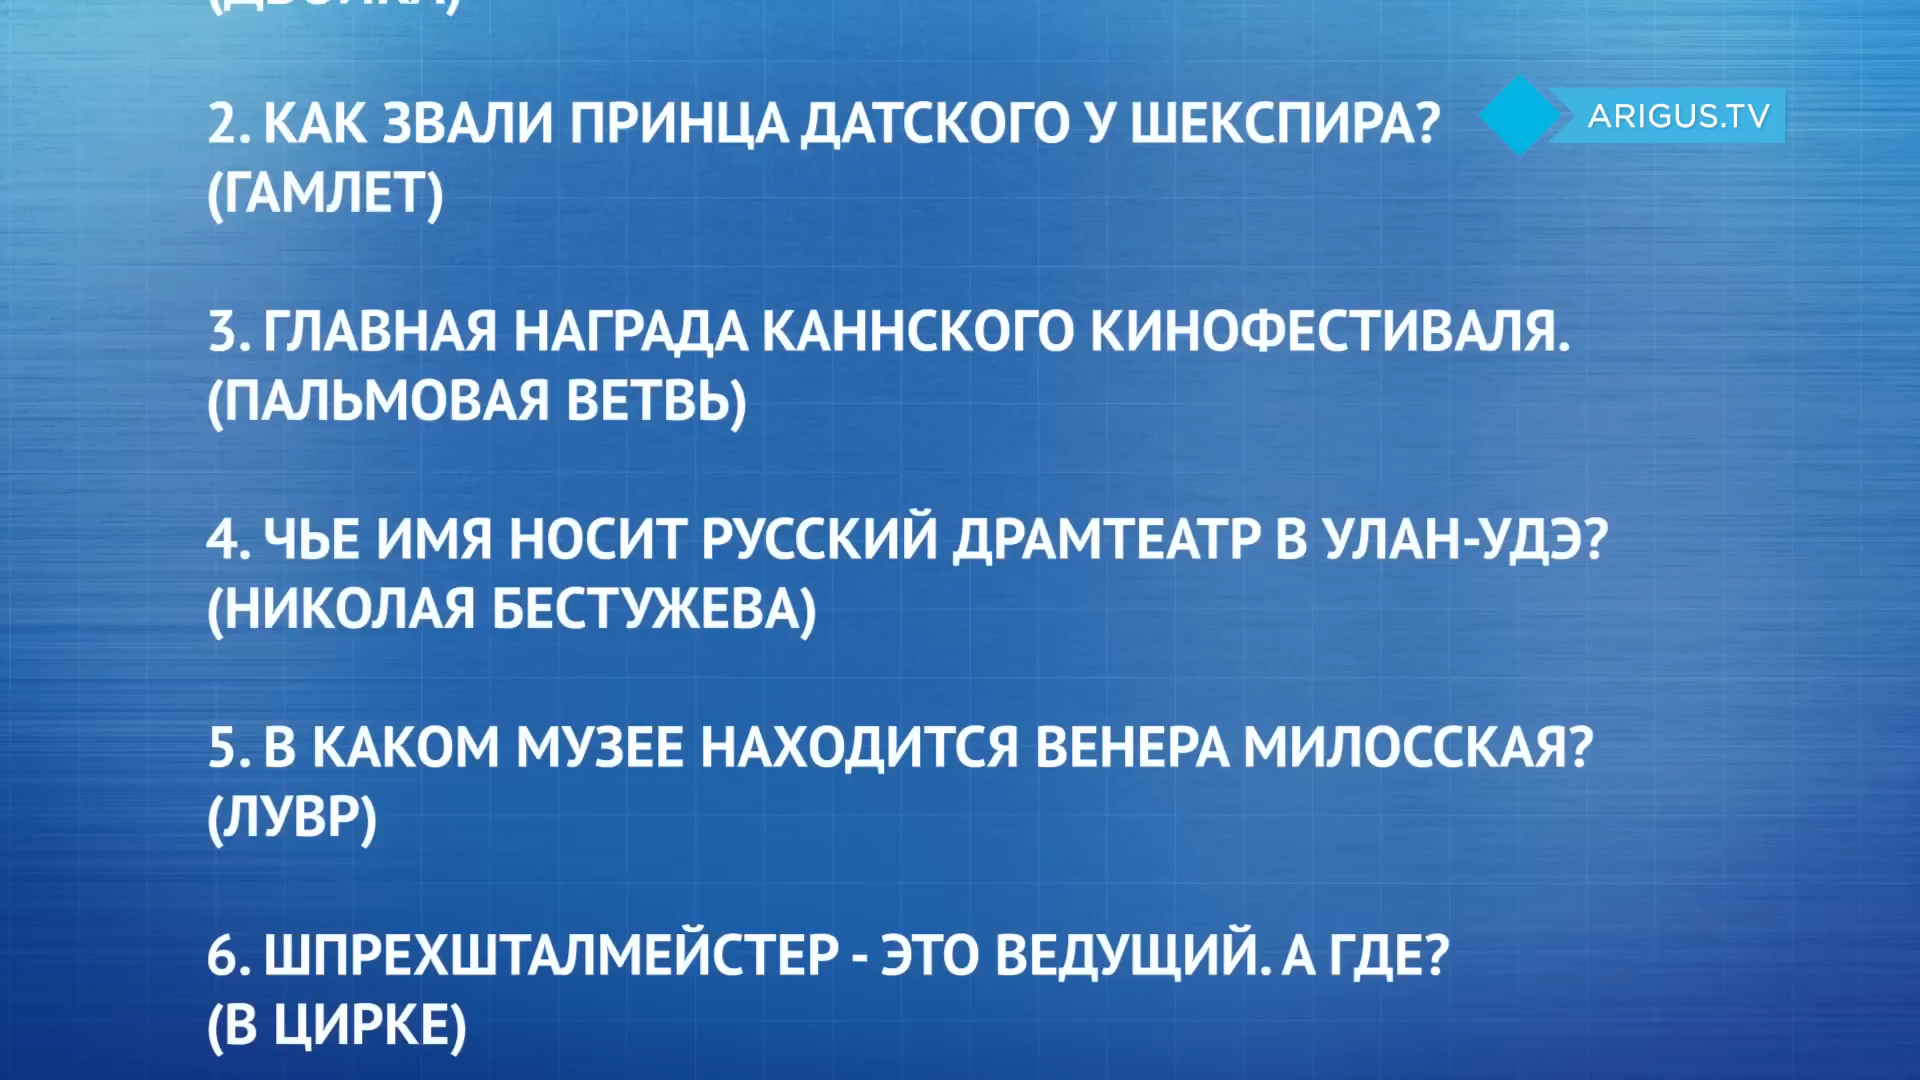 2. КАК ЗВАЛИ ПРИНЦА ДАТСКОГО У ШЕКСПИРА?
ARIGUS.TV
(ГАМЛЕТ)
3. ГЛАВНАЯ НАГРАДА КАННСКОГО КИНОФЕСТИВАЛЯ.
(ПАЛЬМОВАЯ ВЕТВЬ)
4. ЧЬЕ ИМЯ НОСИТ РУССКИЙ ДРАМТЕАТР В УЛАН-УДЭ?
(НИКОЛАЯ БЕСТУЖЕВА)
5. В КАКОМ МУЗЕЕ НАХОДИТСЯ ВЕНЕРА МИЛОССКАЯ?
(ЛУВР)
6. ШПРЕХШТАЛМЕЙСТЕР - ЭТО ВЕДУЩИЙ. А ГДЕ?
(В ЦИРКЕ)